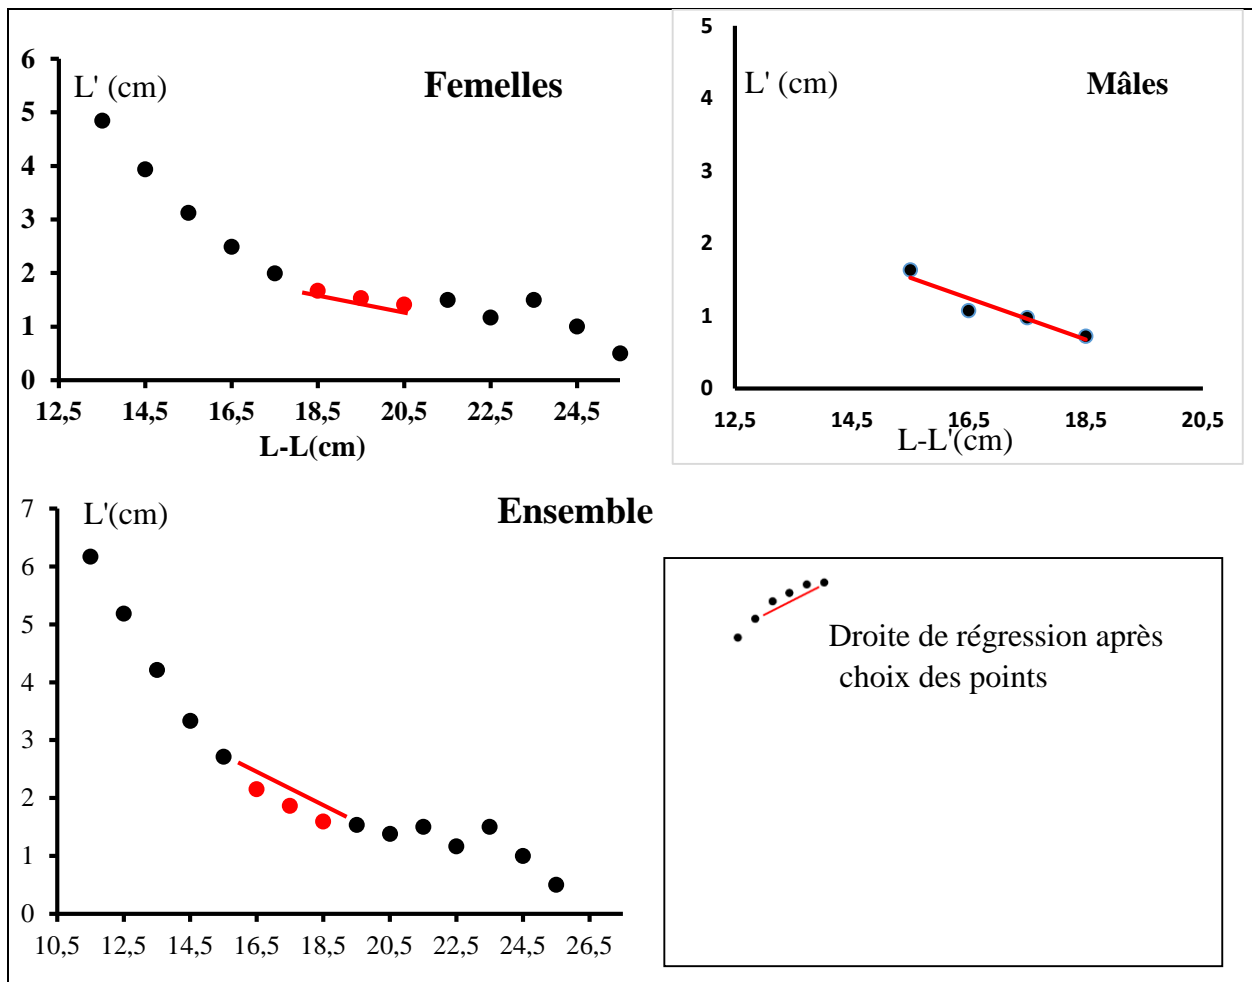 Femelles
L' (cm)
6
5
4
3
2
1
0
12,5 14,5 16,5 18,5 20,5 22,5 24,5
L-L(cm)
Mâles
L' (cm)
5
4
3
2
1
0
12,5 14,5 16,5 18,5 20,5
L-L'(cm)
Ensemble
L'(cm)
7
6
5
4
3
2
1
0
10,5 12,5 14,5 16,5 18,5 20,5 22,5 24,5 26,5
Droite de régression après
choix des points